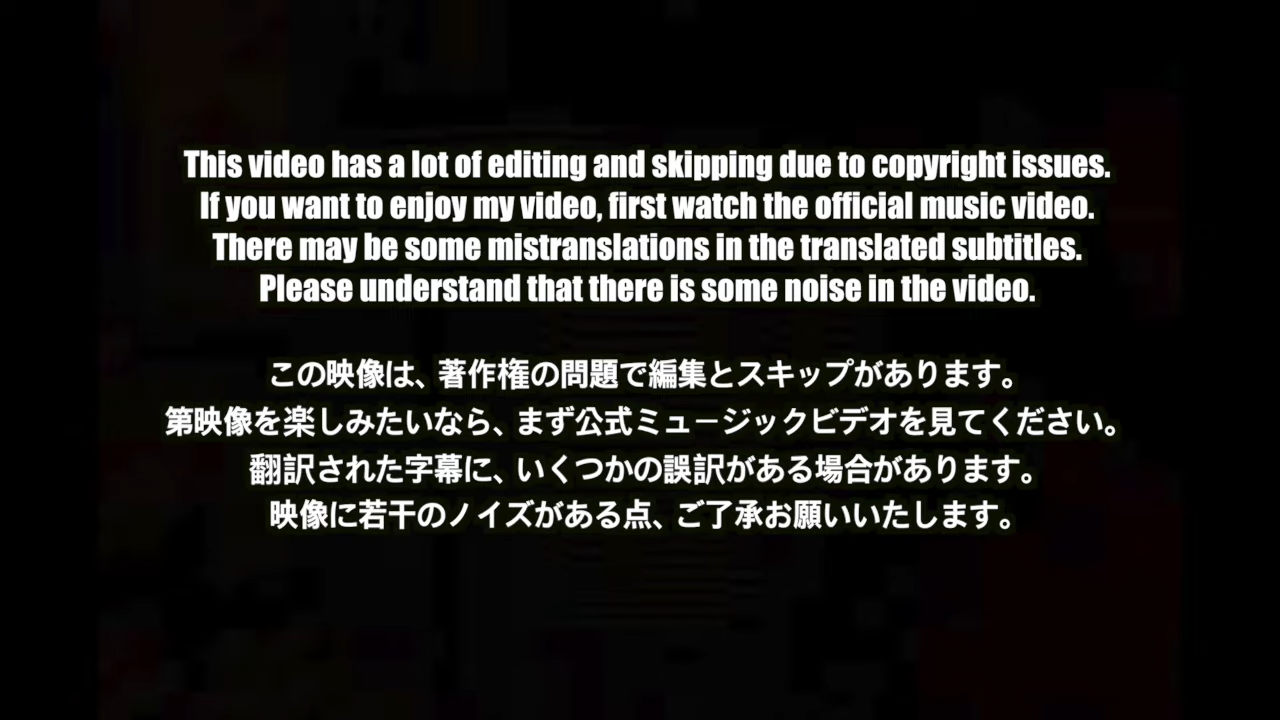 This video has a lot of editing and skipping due to copyright issues.
If you want to enjoy my video, first watch the official music video.
There may be some mistranslations in the translated subtitles.
Please understand that there is some noise in the video.
この映像は、著作権の問題で編集とスキップがあります。
第映像を楽しみたいなら、まず公式ミュージックビデオを見てください。
翻訳された字幕に、いくつかの誤訳がある場合があります。
映像に若干のノイズがある点、ご了承お願いいたします。